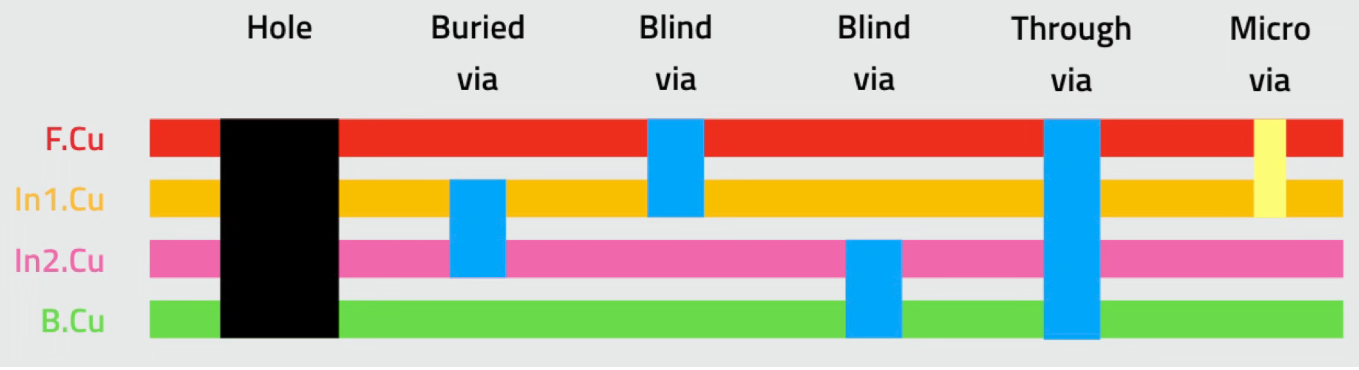 Hole
Buried
via
Blind
via
Blind
via
Through
via
Micro
via
F.Cu
In1.Cu
In2.Cu
B.Cu